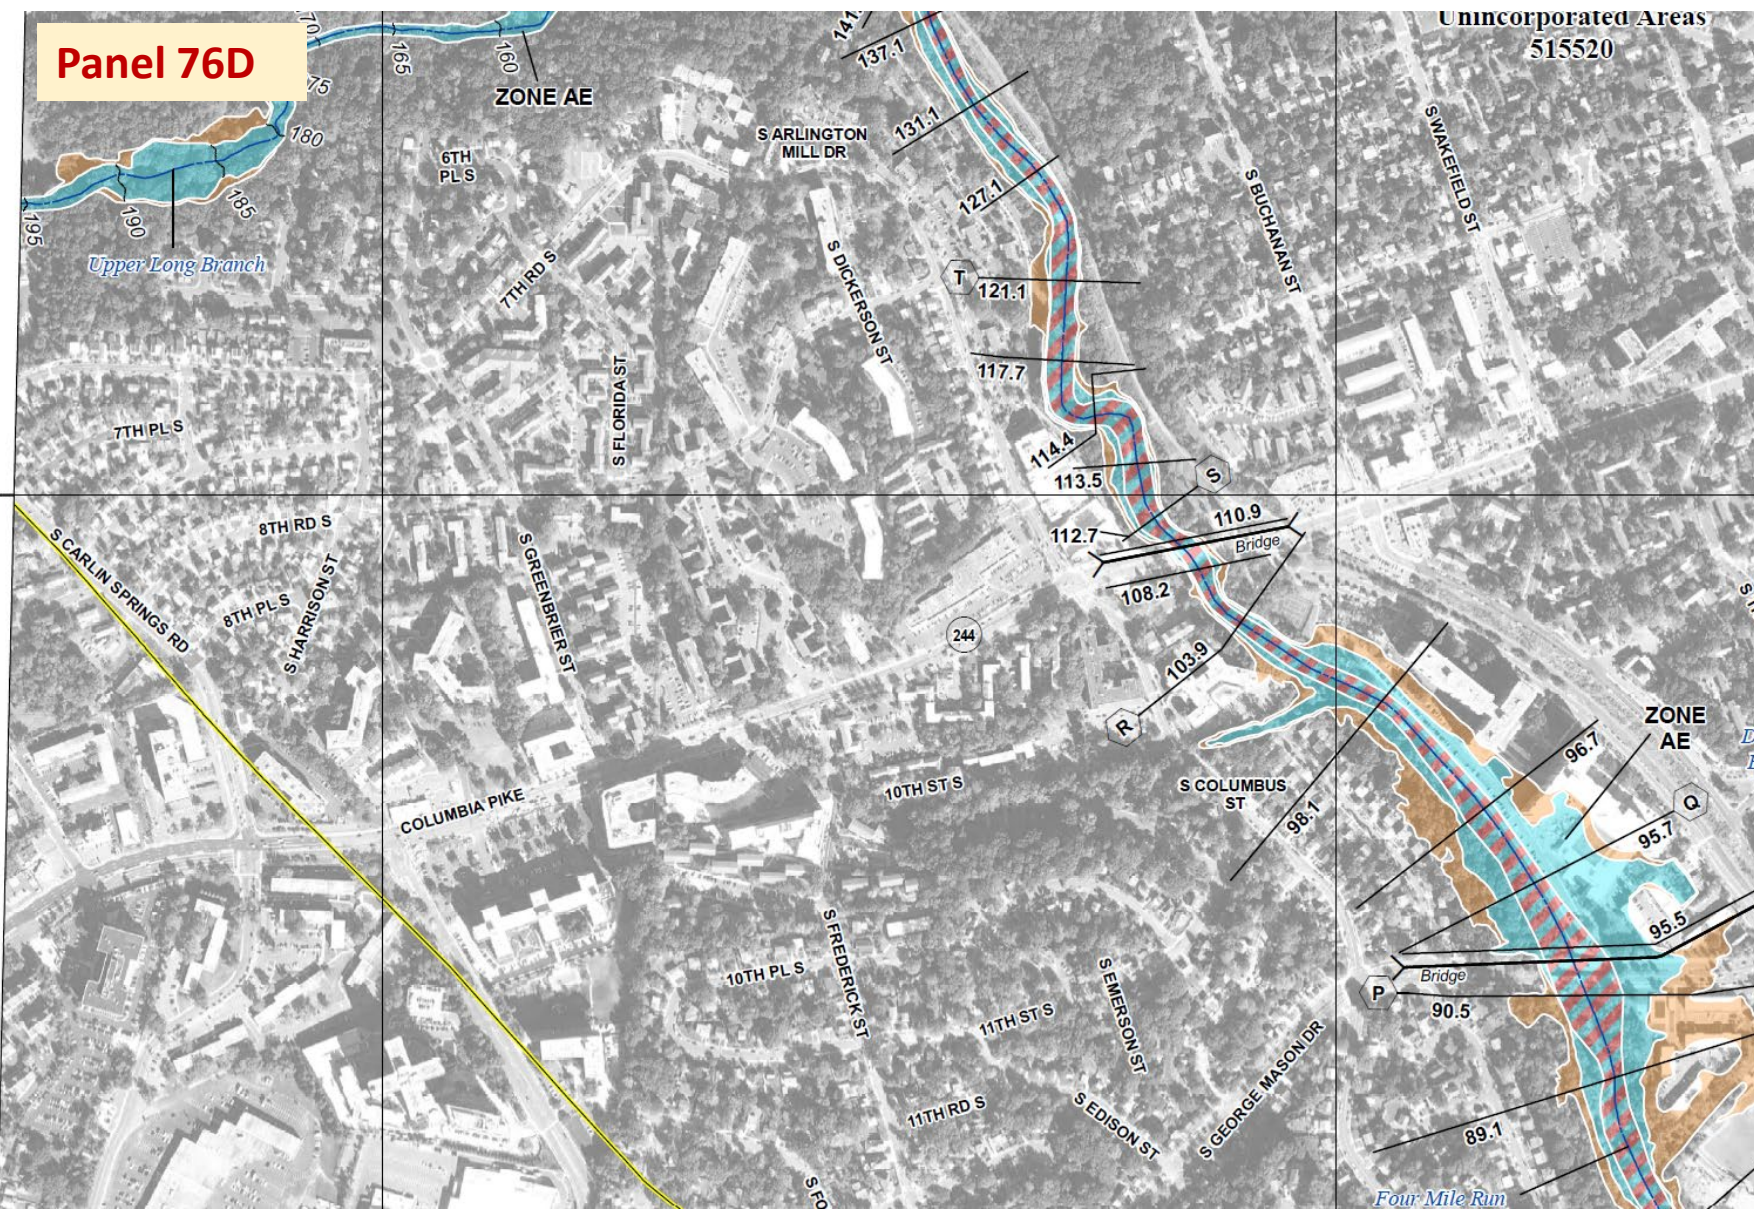 Panel 76D
Unincorporated Areas
515520
165
160
ZONE AE
180
185
190
195
Upper Long Branch
137.1
131.1
127.1
T
121.1
117.7
114.4
113.5
S
112.7
110.9
Bridge
108.2
103.9
R
98.1
96.7
ZONE
AE
Q
95.7
95.5
Bridge
P
90.5
89.1
Four Mile Run
6TH
PL S
S ARLINGTON
MILL DR
S WAKEFIELD ST
S BUCHANAN ST
7TH RD S
S DICKERSON ST
S FLORIDA ST
7TH PL S
8TH RD S
S CARLIN SPRINGS RD
8TH PL S
S HARRISON ST
S GREENBRIER ST
244
COLUMBIA PIKE
10TH ST S
S COLUMBUS
ST
10TH PL S
S FREDERICK ST
11TH ST S
S EMERSON ST
S GEORGE MASON DR
11TH RD S
S EDISON ST